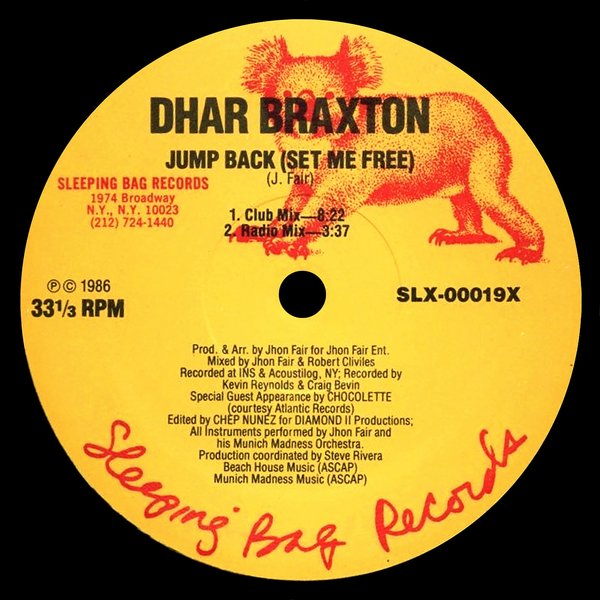 DHAR BRAXTON
JUMP BACK (SET ME FREE)
(J. Fair)
SLEEPING BAG RECORDS
1974 Broadway
N.Y., N.Y. 10023
(212) 724-1440
1. Club Mix—8:22
2. Radio Mix—3:37
℗ © 1986
33 1/3 RPM
SLX-00019X
Prod. & Arr. by Jhon Fair for Jhon Fair Ent.
Mixed by Jhon Fair & Robert Cliviles
Recorded at INS & Acoustilog, NY; Recorded by
Kevin Reynolds & Craig Bevin
Special Guest Appearance by CHOCOLETTE
(courtesy Atlantic Records)
Edited by CHEP NUNEZ for DIAMOND II Productions;
All Instruments performed by Jhon Fair and
his Munich Madness Orchestra.
Production coordinated by Steve Rivera
Beach House Music (ASCAP)
Munich Madness Music (ASCAP)
Sleeping Bag Records